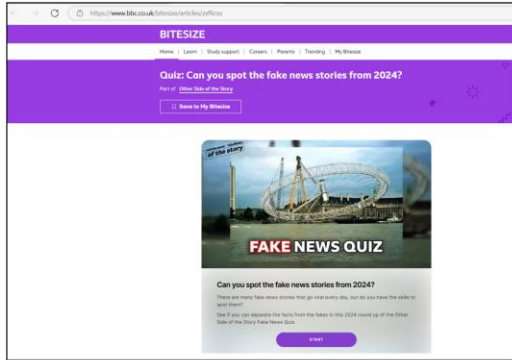 https://www.bbc.co.uk/bitesize/articles/
BITESIZE
Home | Learn | Study support | Careers | Parents | Trending | My Bitesize
Quiz: Can you spot the fake news stories from 2024?
Part of Other Side of the Story
Save to My Bitesize
of the story
FAKE NEWS QUIZ
Can you spot the fake news stories from 2024?
There are many fake news stories that go viral every day, but do you have the skills to
spot them?
See if you can separate the facts from the fakes in this 2024 round up of the Other
Side of the Story Fake News Quiz.
START